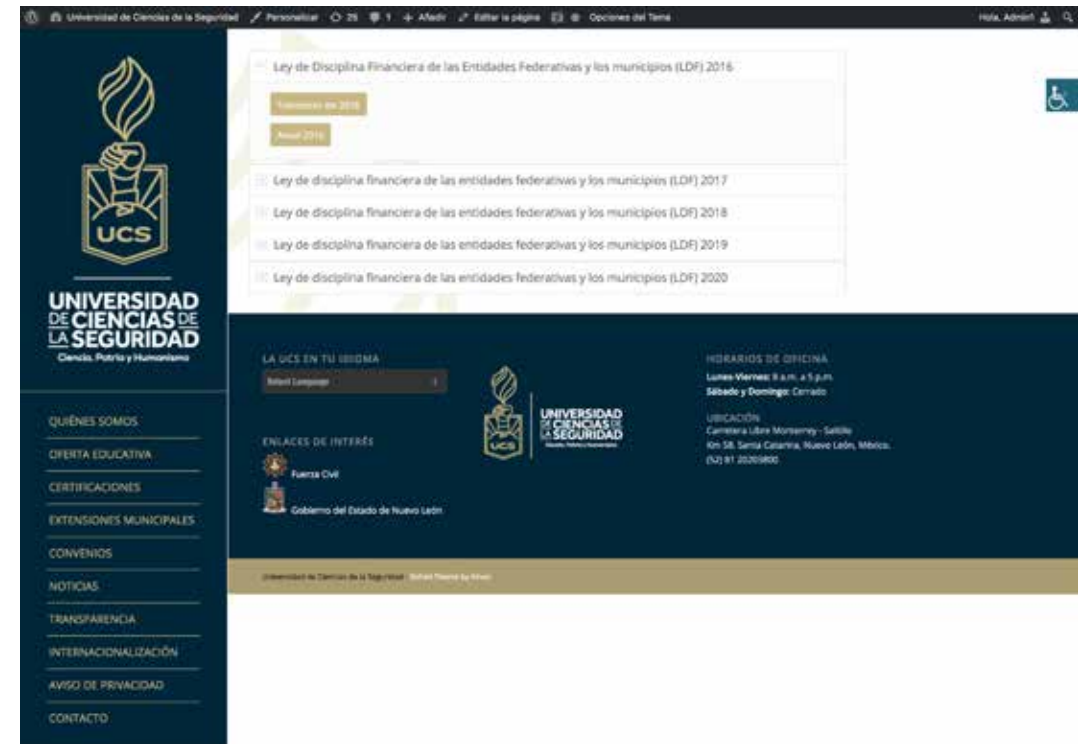 Universidad de Ciencias de la Seguridad Personalizar 25 1 + Añadir Editar la página Opciones del Tema Hola, Admin1
UCS
UNIVERSIDAD
DE CIENCIAS DE
LA SEGURIDAD
Ciencia, Patria y Humanismo
QUIÉNES SOMOS
OFERTA EDUCATIVA
CERTIFICACIONES
EXTENSIONES MUNICIPALES
CONVENIOS
NOTICIAS
TRANSPARENCIA
INTERNACIONALIZACIÓN
AVISO DE PRIVACIDAD
CONTACTO
Ley de Disciplina Financiera de las Entidades Federativas y los municipios (LDF) 2016
Anual 2016
Ley de disciplina financiera de las entidades federativas y los municipios (LDF) 2017
Ley de disciplina financiera de las entidades federativas y los municipios (LDF) 2018
Ley de disciplina financiera de las entidades federativas y los municipios (LDF) 2019
Ley de disciplina financiera de las entidades federativas y los municipios (LDF) 2020
LA UCS EN TU IDIOMA
Select Language
ENLACES DE INTERÉS
Fuerza Civil
Gobierno del Estado de Nuevo León
UCS
UNIVERSIDAD
DE CIENCIAS DE
LA SEGURIDAD
HORARIOS DE OFICINA
Lunes-Viernes: 8 a.m. a 5 p.m.
Sábado y Domingo: Cerrado
UBICACIÓN
Carretera Libre Monterrey - Saltillo
Km 58, Santa Catarina, Nuevo León, México.
(52) 81 20205800
Universidad de Ciencias de la Seguridad